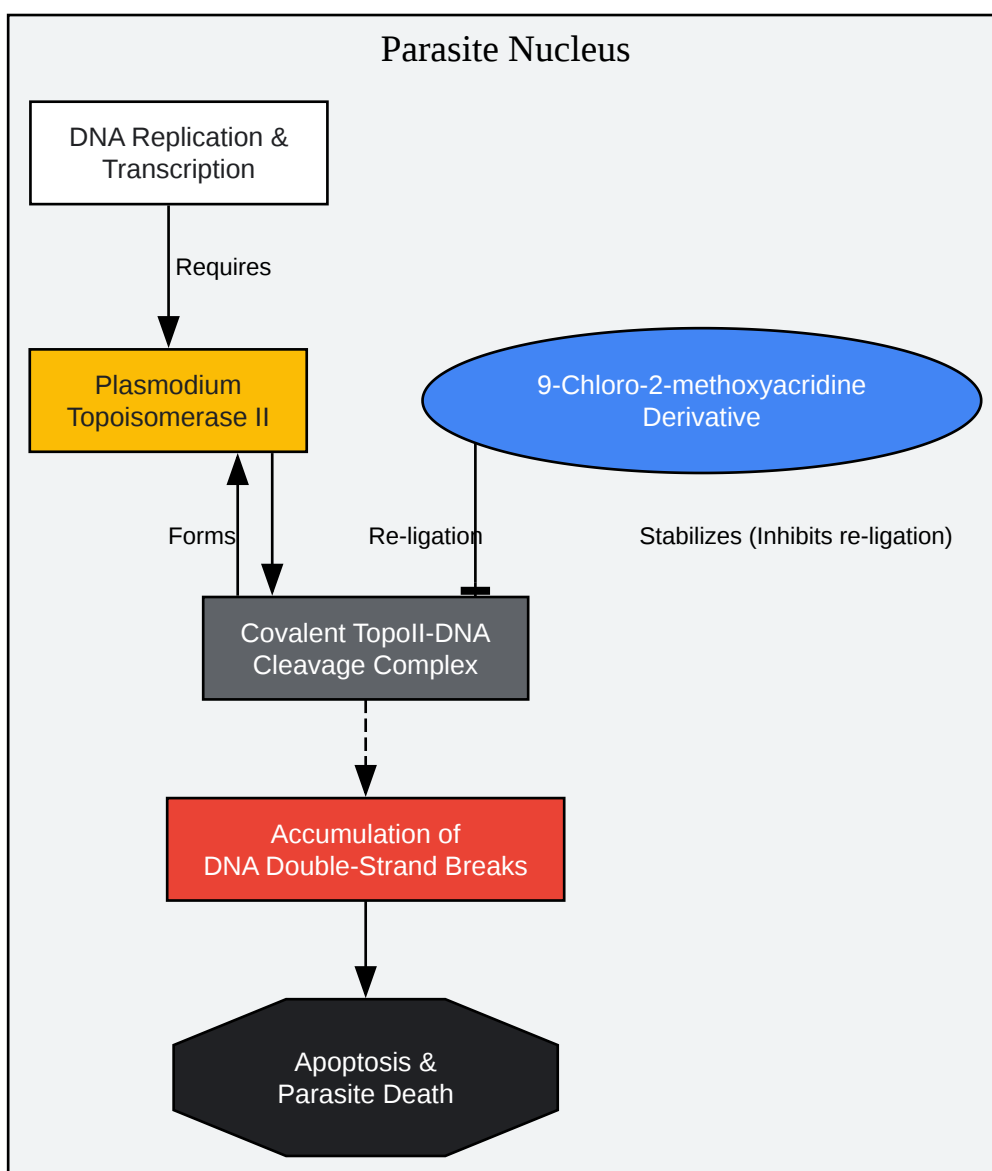 Parasite Nucleus
DNA Replication &
Transcription
Requires
Plasmodium
Topoisomerase II
9-Chloro-2-methoxyacridine
Derivative
Forms
Re-ligation
Stabilizes (Inhibits re-ligation)
Covalent TopoII-DNA
Cleavage Complex
Accumulation of
DNA Double-Strand Breaks
Apoptosis &
Parasite Death